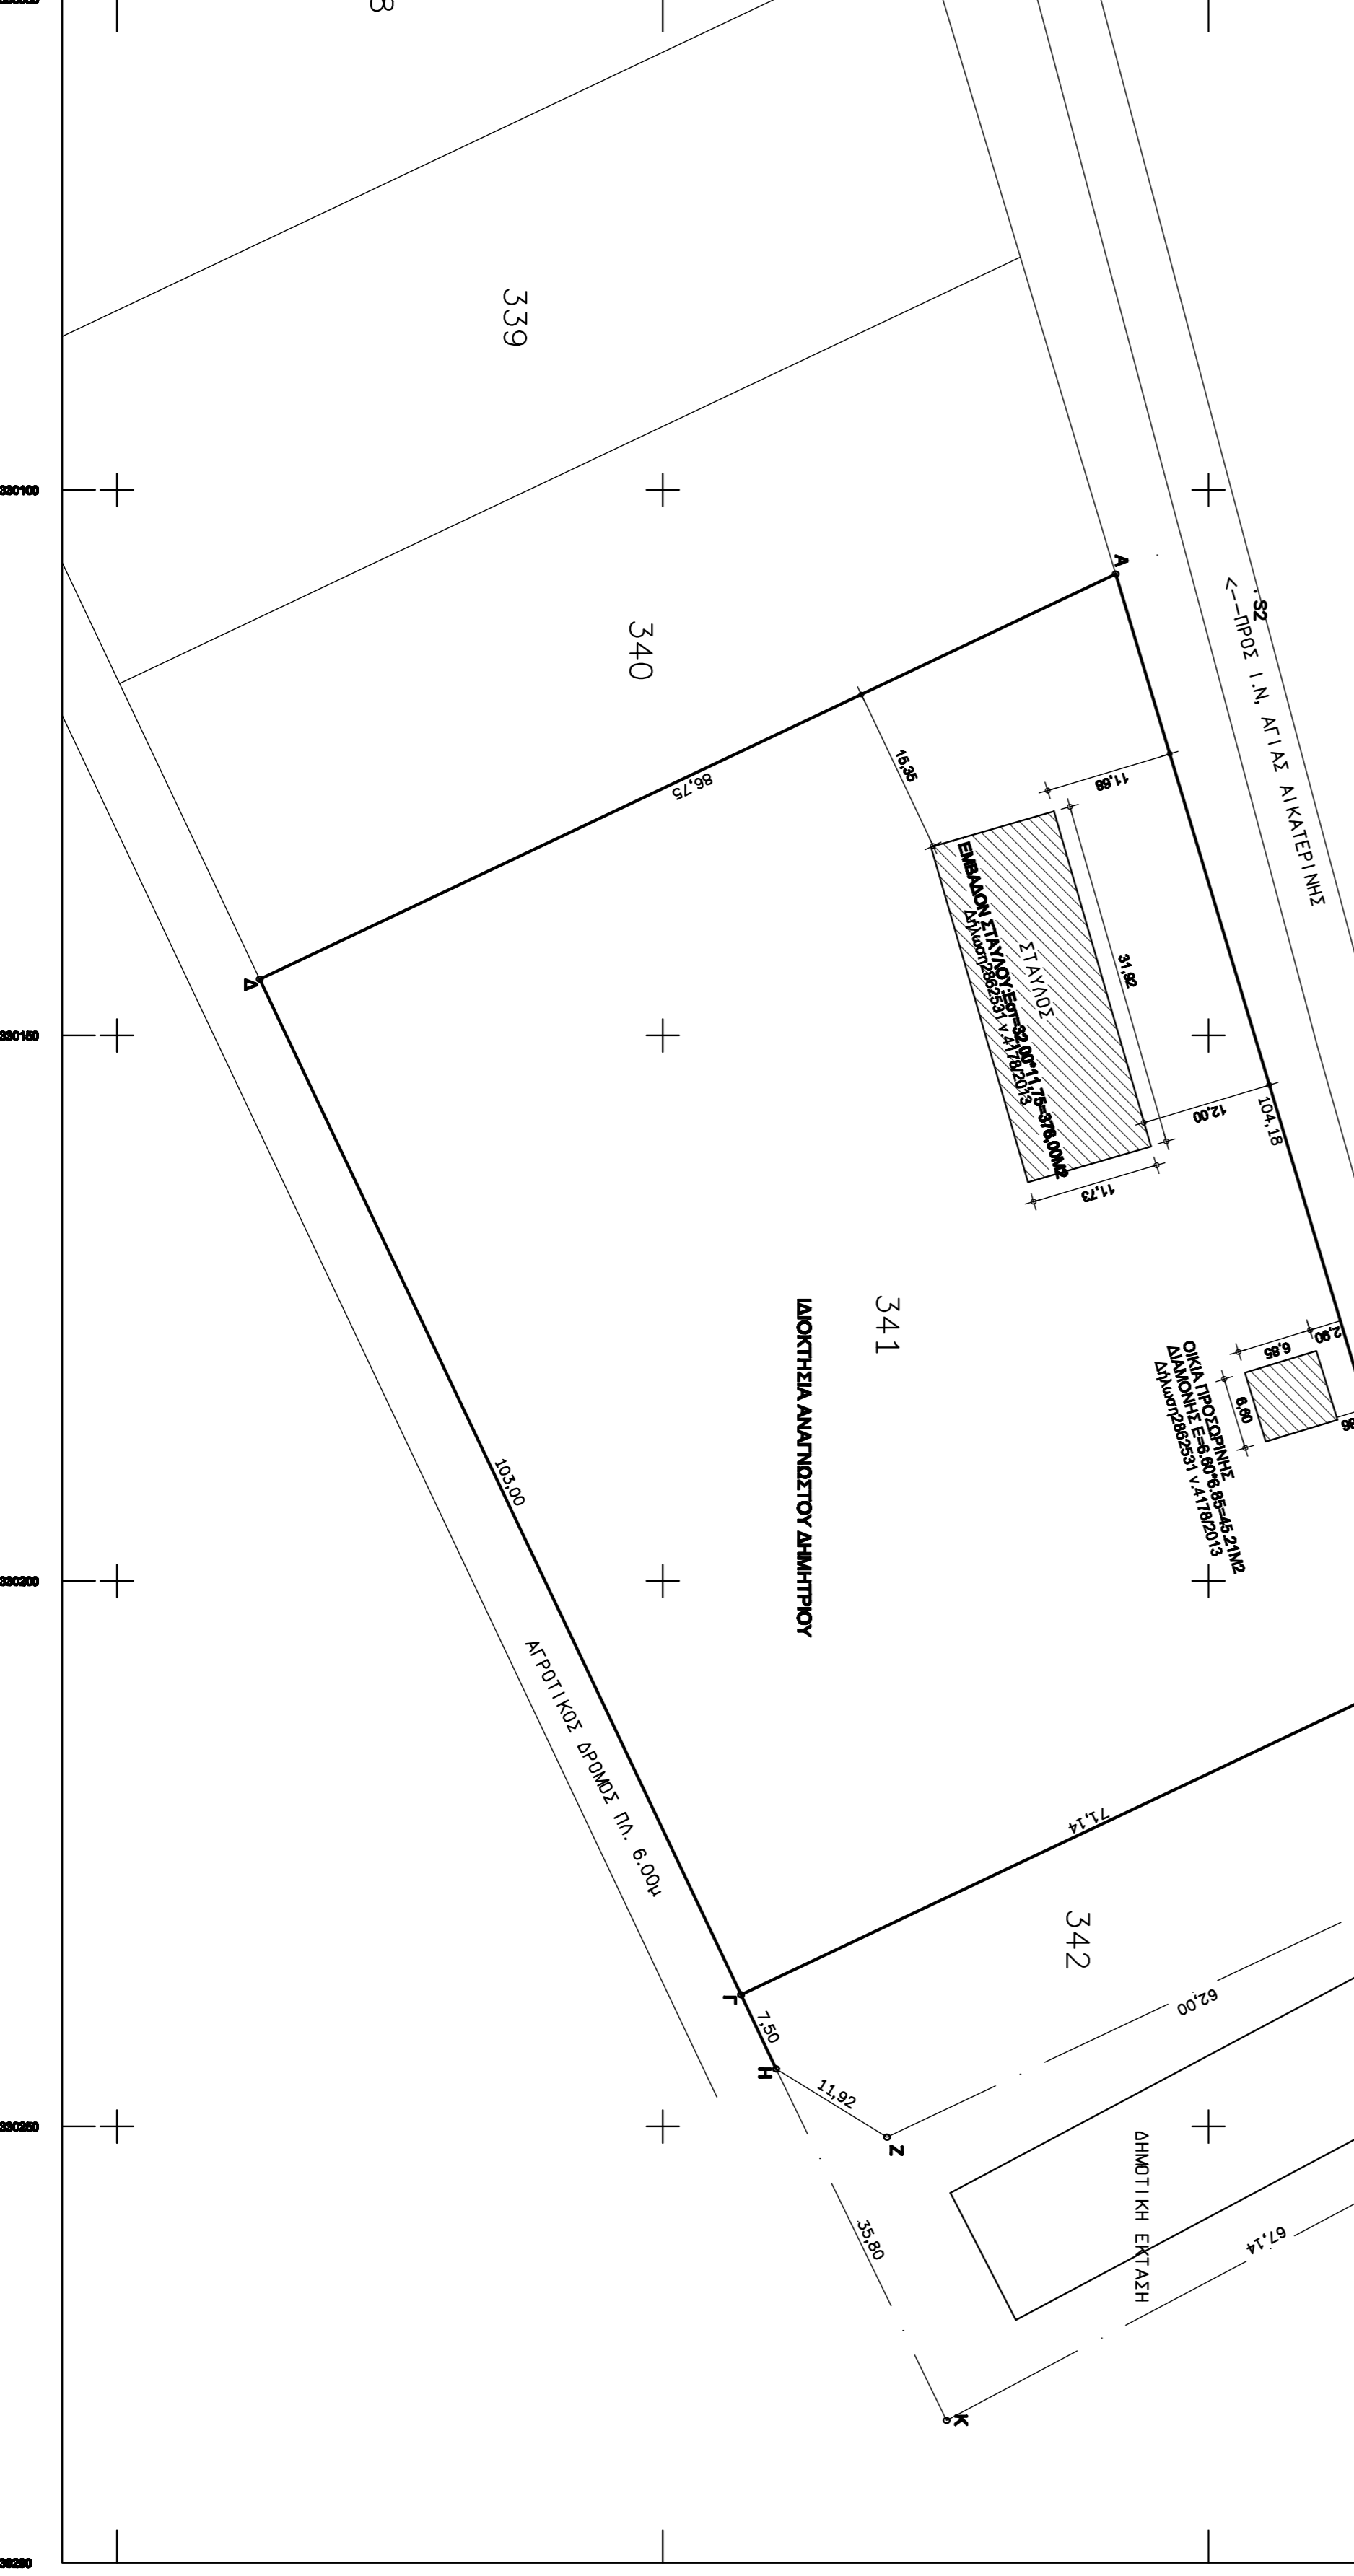 339
330100
A
S2
<---ΠΡΟΣ Ι.Ν. ΑΓΙΑΣ ΑΙΚΑΤΕΡΙΝΗΣ
340
15,35
11,68
86,75
ΣΤΑΥΛΟΣ
ΕΜΒΑΔΟΝ ΣΤΑΥΛΟΥ:Εστ=32,00*11,75=376,00M2
Δήλωση2862531 ν.4178/2013
31,92
Δ
330150
12,00
104,18
11,73
341
ΙΔΙΟΚΤΗΣΙΑ ΑΝΑΓΝΩΣΤΟΥ ΔΗΜΗΤΡΙΟΥ
2,90
6,85
6,60
ΟΙΚΙΑ ΠΡΟΣΩΡΙΝΗΣ
ΔΙΑΜΟΝΗΣ Ε=6.60*6.85=45.21M2
Δήλωση2862531 ν.4178/2013
103,00
330200
ΑΓΡΟΤΙΚΟΣ ΔΡΟΜΟΣ ΠΛ. 6.00μ
71,14
342
62,00
Γ
7,50
H
11,92
Z
330250
ΔΗΜΟΤΙΚΗ ΕΚΤΑΣΗ
35,80
67,14
K